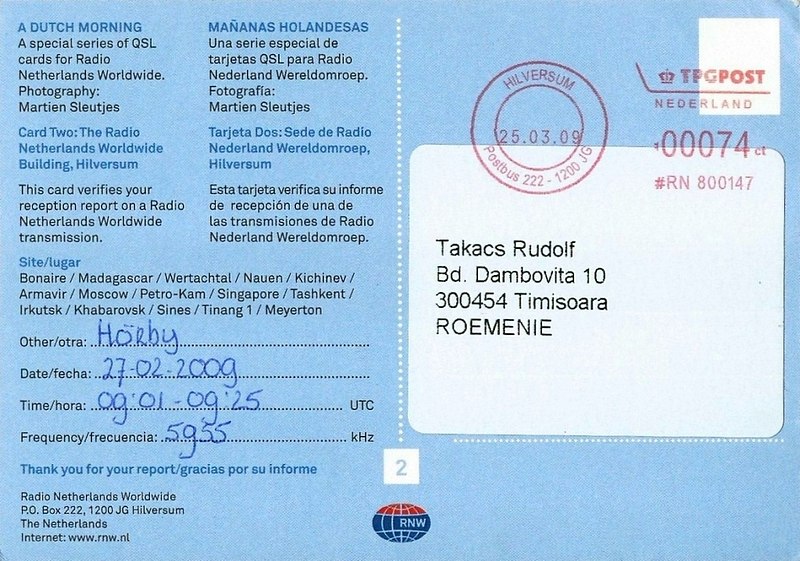 A DUTCH MORNING
A special series of QSL
cards for Radio
Netherlands Worldwide.
Photography:
Martien Sleutjes
Card Two: The Radio
Netherlands Worldwide
Building, Hilversum
This card verifies your
reception report on a Radio
Netherlands Worldwide
transmission.
MAÑANAS HOLANDESAS
Una serie especial de
tarjetas QSL para Radio
Nederland Wereldomroep.
Fotografía:
Martien Sleutjes
Tarjeta Dos: Sede de Radio
Nederland Wereldomroep,
Hilversum
Esta tarjeta verifica su informe
de recepción de una de
las transmisiones de Radio
Nederland Wereldomroep.
Site/lugar
Bonaire / Madagascar / Wertachtal / Nauen / Kichinev /
Armavir / Moscow / Petro-Kam / Singapore / Tashkent /
Irkutsk / Khabarovsk / Sines / Tinang 1 / Meyerton
Other/otra: Hörby
Date/fecha: 27-02-2009
Time/hora: 09:01 - 09:25 UTC
Frequency/frecuencia: 5955 kHz
Thank you for your report/gracias por su informe
Radio Netherlands Worldwide
P.O. Box 222, 1200 JG Hilversum
The Netherlands
Internet: www.rnw.nl
HILVERSUM
25.03.09
Postbus 222 - 1200 JG
TPGPOST
NEDERLAND
00074 ct
#RN 800147
Takacs Rudolf
Bd. Dambovita 10
300454 Timisoara
ROEMENIE
2
RNW